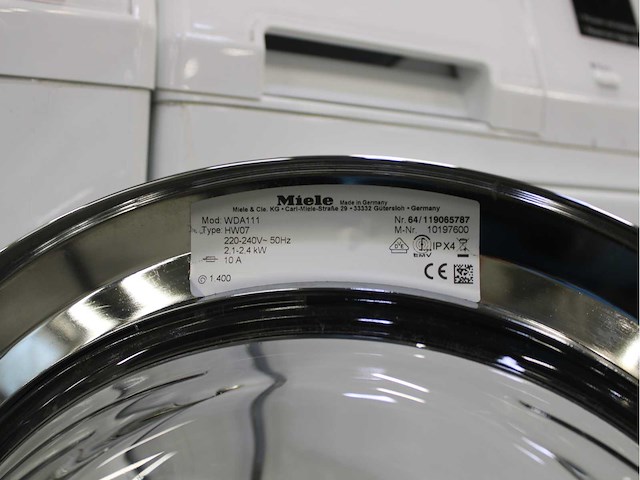 Miele Made in Germany
Miele & Cie. KG • Carl-Miele-Straße 29 • 33332 Gütersloh • Germany
Mod: WDA111 Nr. 64/119065787
Type: HW07 M-Nr. 10197600
220-240V~ 50Hz
2,1-2,4 kW IPX4
10 A EMV
CE
@ 1.400